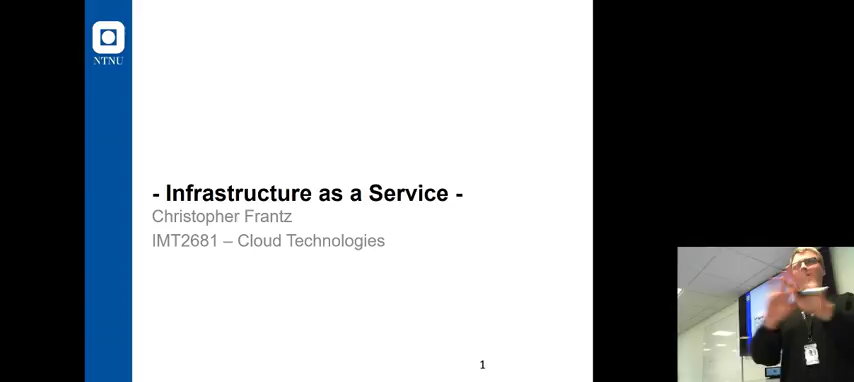 NTNU
- Infrastructure as a Service -
Christopher Frantz
IMT2681 – Cloud Technologies
1